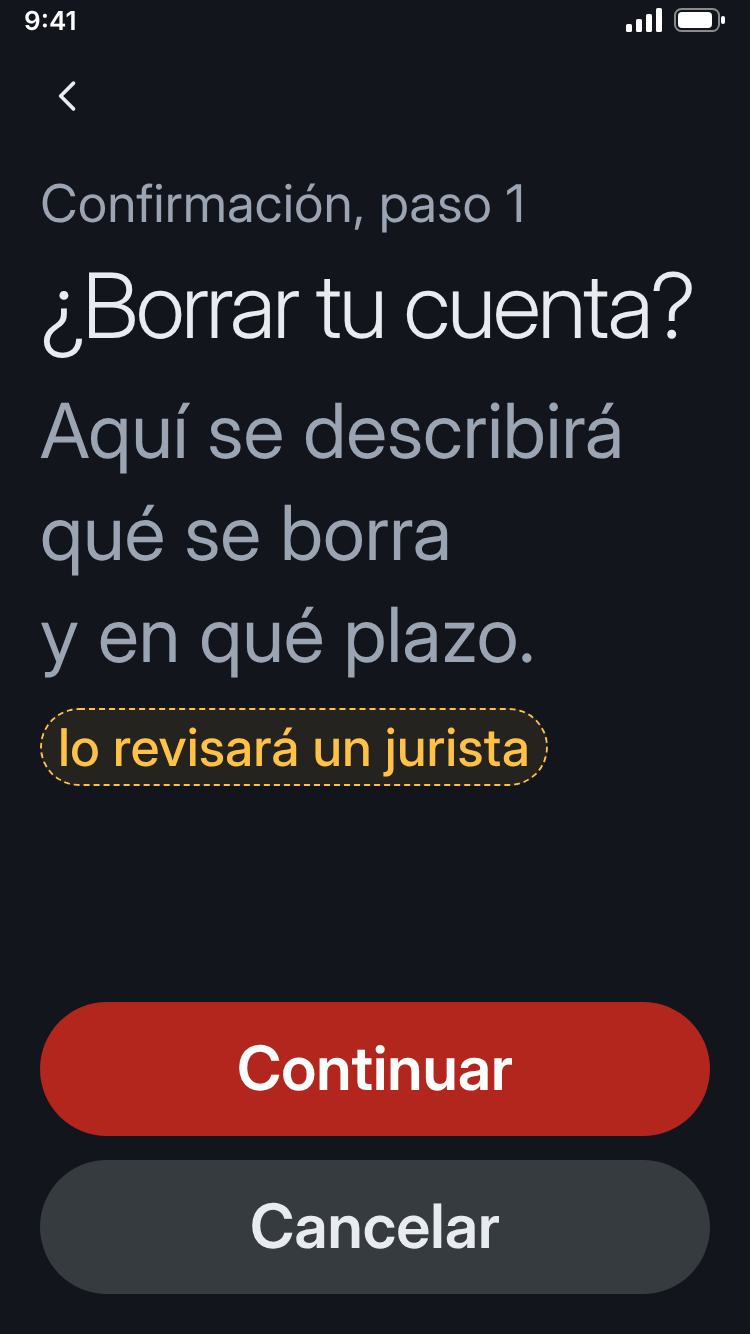 9:41
Confirmación, paso 1
¿Borrar tu cuenta?
Aquí se describirá
qué se borra
y en qué plazo.
lo revisará un jurista
Continuar
Cancelar